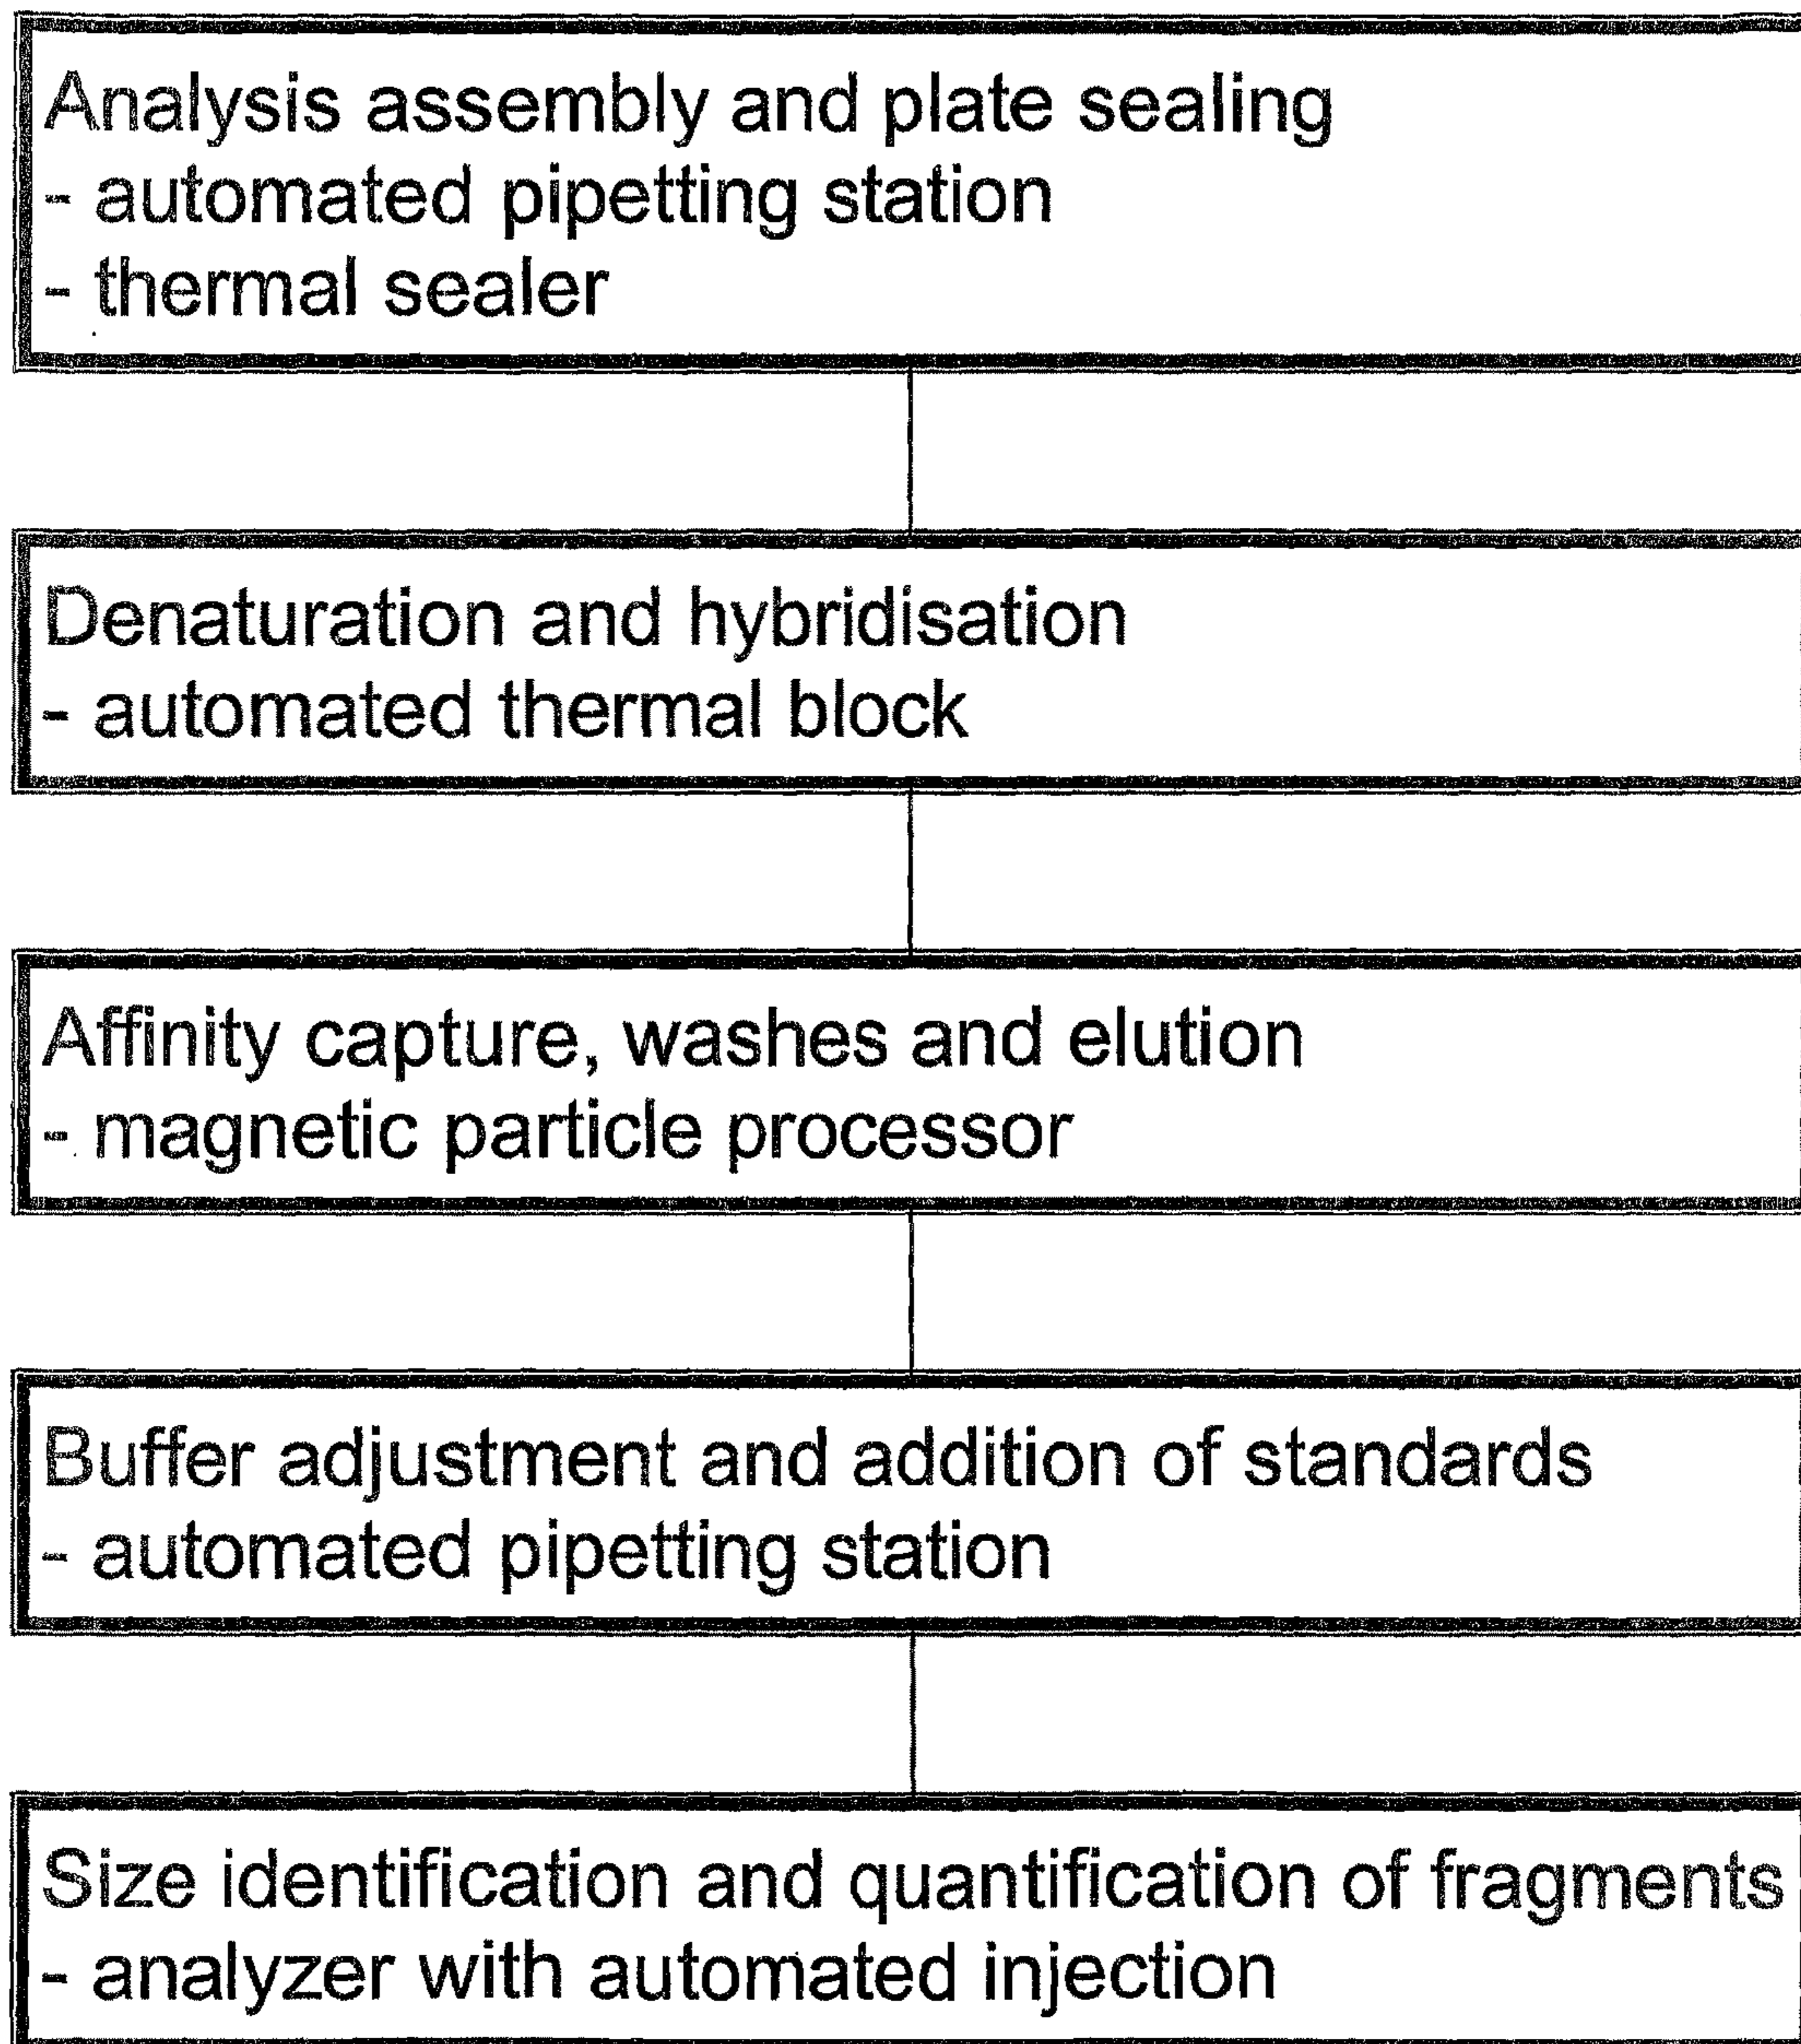 Analysis assembly and plate sealing
- automated pipetting station
- thermal sealer
Denaturation and hybridisation
- automated thermal block
Affinity capture, washes and elution
- magnetic particle processor
Buffer adjustment and addition of standards
- automated pipetting station
Size identification and quantification of fragments
- analyzer with automated injection